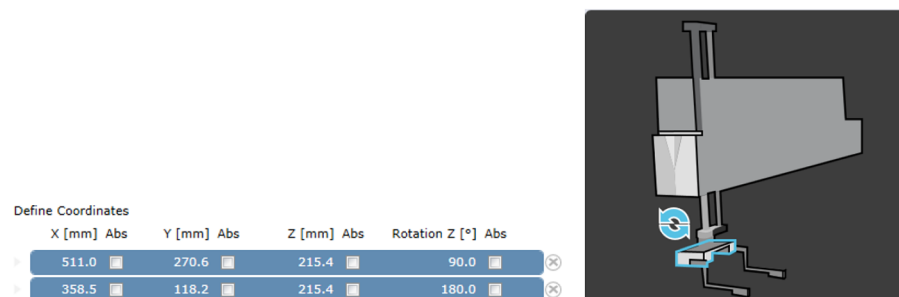 Define Coordinates
X [mm] Abs Y [mm] Abs Z [mm] Abs Rotation Z [°] Abs
511.0 270.6 215.4 90.0
358.5 118.2 215.4 180.0